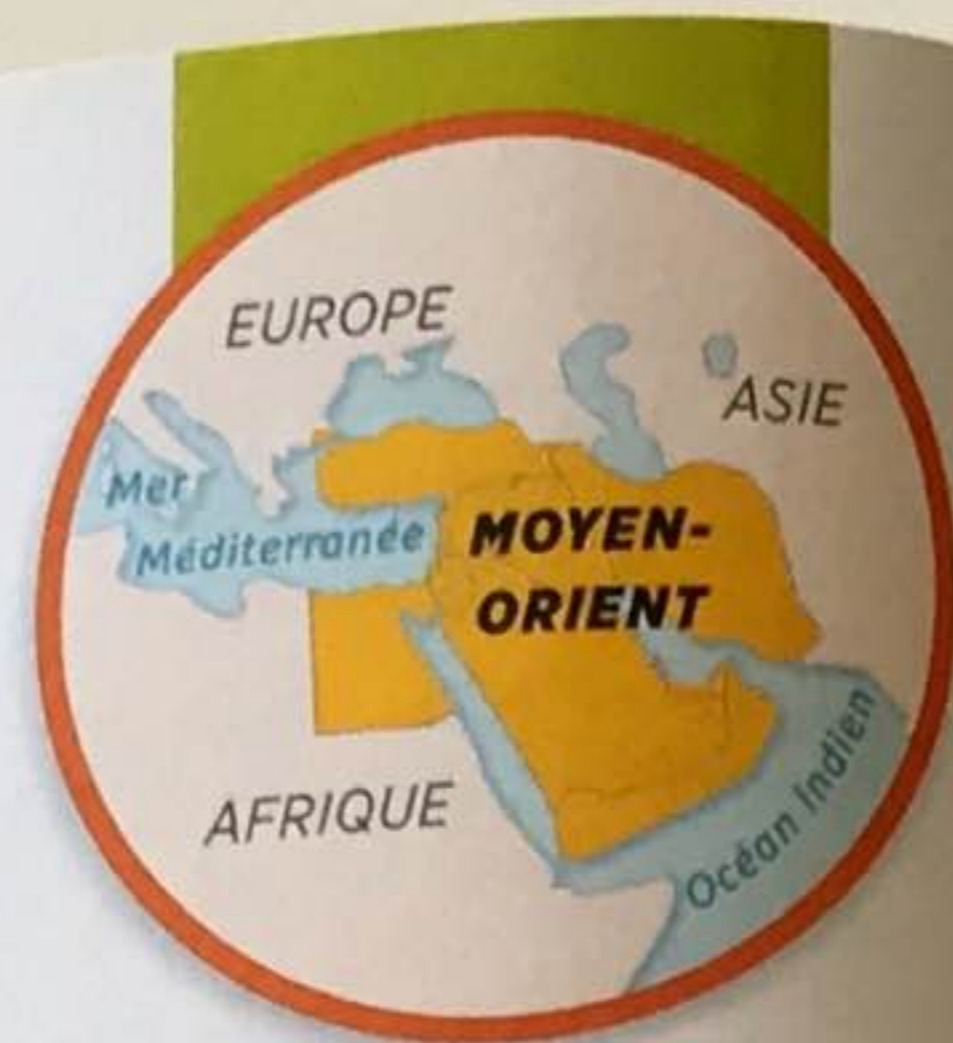 EUROPE
ASIE
Mer
Méditerranée
MOYEN-
ORIENT
AFRIQUE
Océan Indien